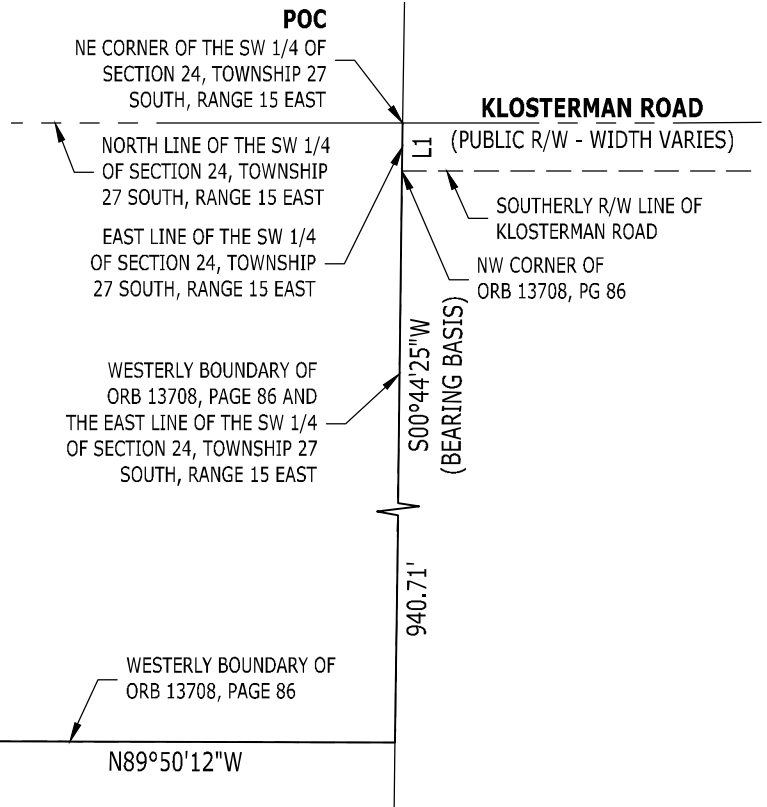 POC
NE CORNER OF THE SW 1/4 OF
SECTION 24, TOWNSHIP 27
SOUTH, RANGE 15 EAST
KLOSTERMAN ROAD
(PUBLIC R/W - WIDTH VARIES)
L1
NORTH LINE OF THE SW 1/4
OF SECTION 24, TOWNSHIP
27 SOUTH, RANGE 15 EAST
SOUTHERLY R/W LINE OF
KLOSTERMAN ROAD
EAST LINE OF THE SW 1/4
OF SECTION 24, TOWNSHIP
27 SOUTH, RANGE 15 EAST
NW CORNER OF
ORB 13708, PG 86
S00°44'25"W
(BEARING BASIS)
WESTERLY BOUNDARY OF
ORB 13708, PAGE 86 AND
THE EAST LINE OF THE SW 1/4
OF SECTION 24, TOWNSHIP 27
SOUTH, RANGE 15 EAST
940.71'
WESTERLY BOUNDARY OF
ORB 13708, PAGE 86
N89°50'12"W